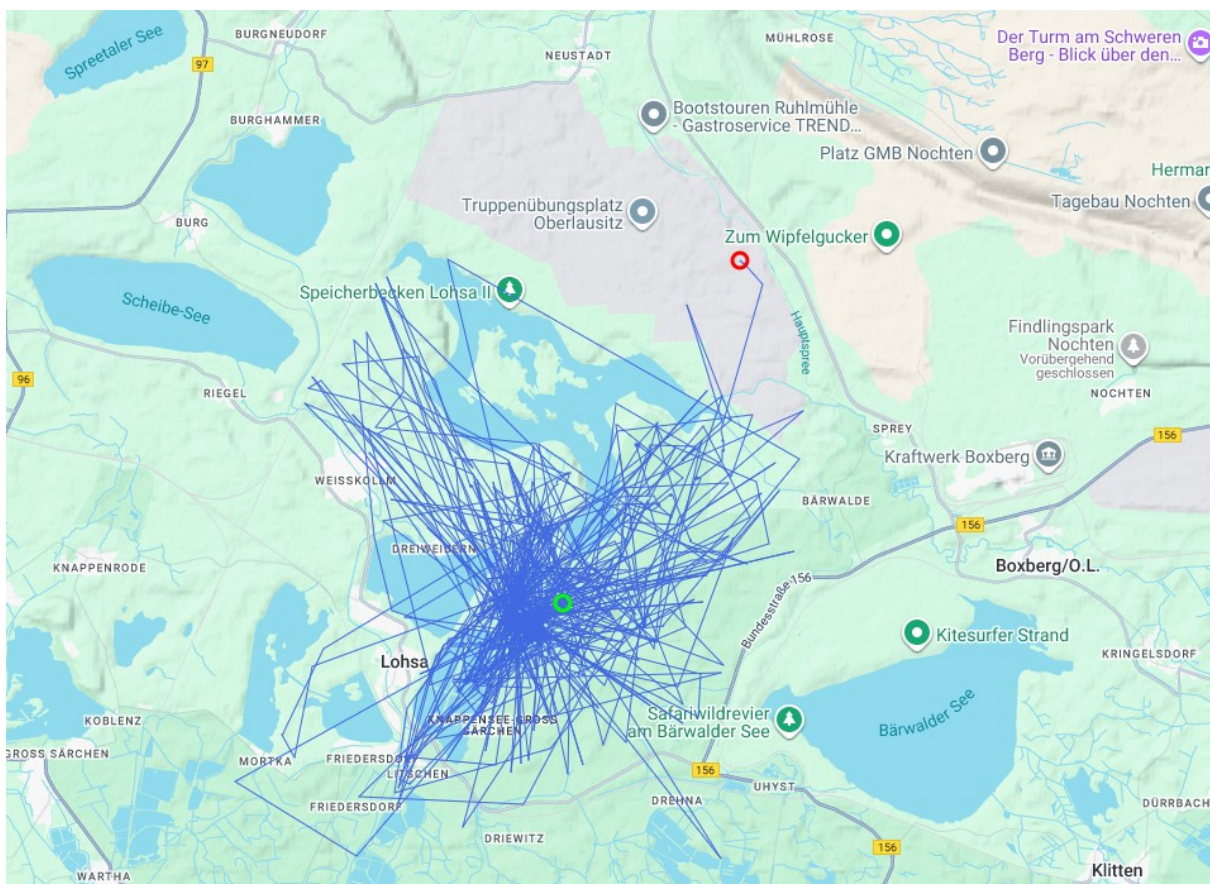 Spreetaler See
BURGNEUDORF
97
NEUSTADT
MÜHLROSE
Der Turm am Schweren
Berg - Blick über den...
BURGHAMMER
Bootstouren Ruhlmühle
- Gastroservice TREND...
Platz GMB Nochten
Herman
Tagebau Nochten
BURG
Truppenübungsplatz
Oberlausitz
Zum Wipfelgucker
Scheibe-See
Speicherbecken Lohsa II
Hauptspree
Findlingspark
Nochten
Vorübergehend
geschlossen
96
RIEGEL
NOCHTEN
SPREY
156
Kraftwerk Boxberg
WEISSKOLLM
BÄRWALDE
156
DREIWEIBERN
KNAPPENRODE
Boxberg/O.L.
Bundesstraße 156
Kitesurfer Strand
Lohsa
KRINGELSDORF
KOBLENZ
KNAPPENSEE-GROSS
SÄRCHEN
Safariwildrevier
am Bärwalder See
Bärwalder See
GROSS SÄRCHEN
MORTKA
FRIEDERSDORF
LITSCHEN
156
UHYST
FRIEDERSDORF
DREHNA
DÜRRBACH
DRIEWITZ
156
WARTHA
Klitten